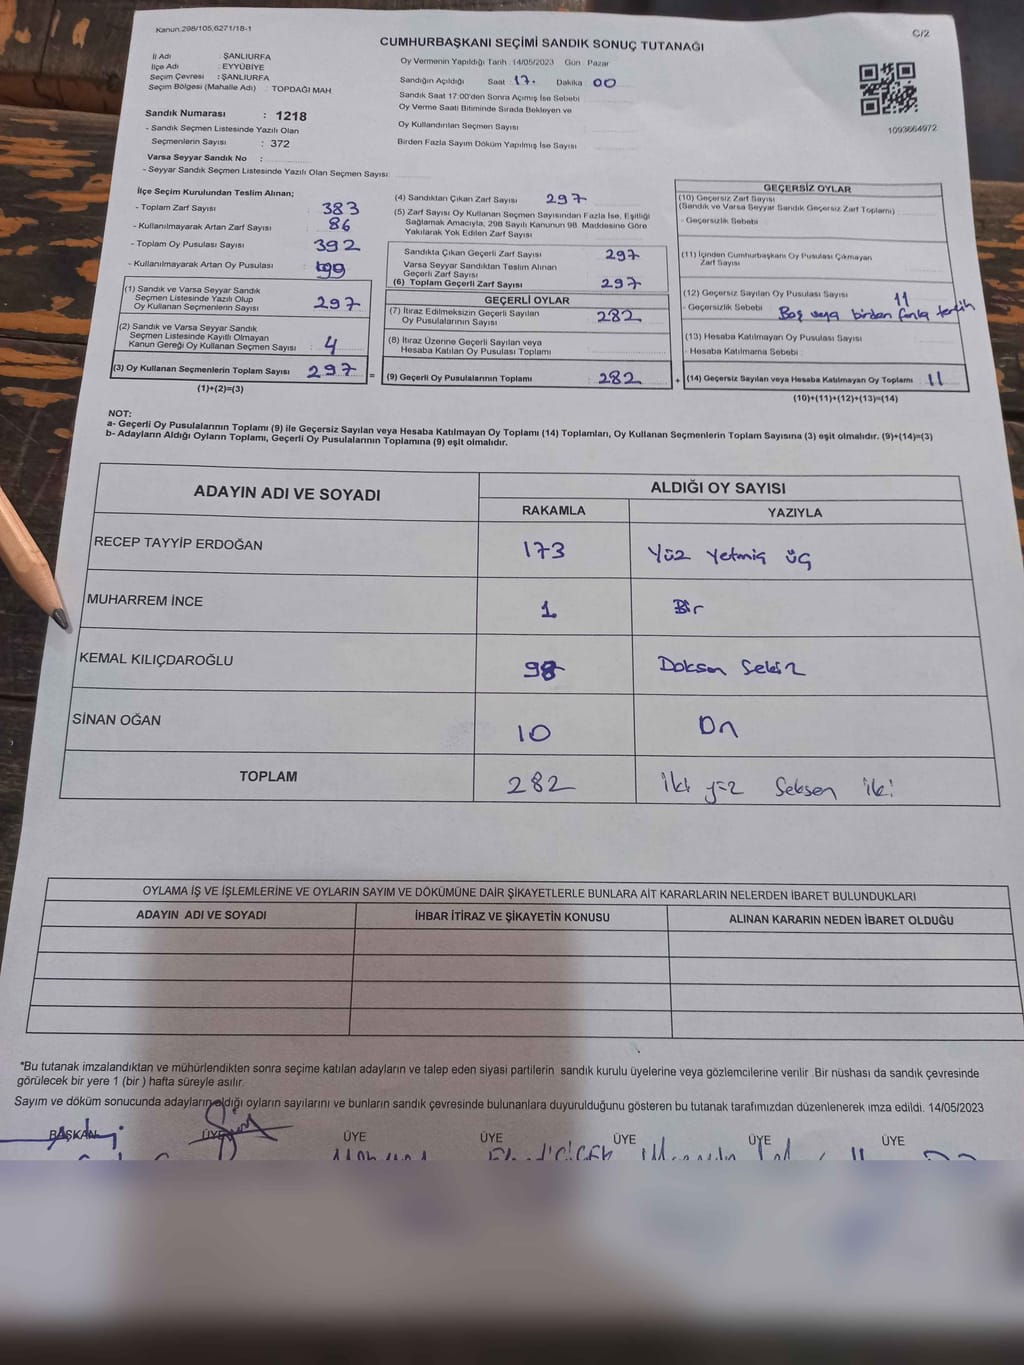 Kanun.298/105,6271/18-1
C/2
CUMHURBAŞKANI SEÇİMİ SANDIK SONUÇ TUTANAĞI
İl Adı : ŞANLIURFA
İlçe Adı : EYYÜBİYE
Seçim Çevresi : ŞANLIURFA
Seçim Bölgesi (Mahalle Adı) : TOPDAĞI MAH
Sandık Numarası : 1218
- Sandık Seçmen Listesinde Yazılı Olan
Seçmenlerin Sayısı : 372
Varsa Seyyar Sandık No :
- Seyyar Sandık Seçmen Listesinde Yazılı Olan Seçmen Sayısı:
Oy Vermenin Yapıldığı Tarih : 14/05/2023 Gün : Pazar
Sandığın Açıldığı Saat 17. Dakika 00
Sandık Saat 17:00'den Sonra Açımış İse Sebebi
Oy Verme Saati Bitiminde Sırada Bekleyen ve
Oy Kullandırılan Seçmen Sayısı
Birden Fazla Sayım Döküm Yapılmış İse Sayısı
1093664972
İlçe Seçim Kurulundan Teslim Alınan;
- Toplam Zarf Sayısı : 383
- Kullanılmayarak Artan Zarf Sayısı : 86
- Toplam Oy Pusulası Sayısı : 392
- Kullanılmayarak Artan Oy Pusulası
(1) Sandık ve Varsa Seyyar Sandık
Seçmen Listesinde Yazılı Olup
Oy Kullanan Seçmenlerin Sayısı : 297
(2) Sandık ve Varsa Seyyar Sandık
Seçmen Listesinde Kayıtlı Olmayan
Kanun Gereği Oy Kullanan Seçmen Sayısı : 4
(3) Oy Kullanan Seçmenlerin Toplam Sayısı : 297
(1)+(2)=(3)
(4) Sandıktan Çıkan Zarf Sayısı : 297
(5) Zarf Sayısı Oy Kullanan Seçmen Sayısından Fazla İse, Eşitliği
Sağlamak Amacıyla, 298 Sayılı Kanunun 98. Maddesine Göre
Yakılarak Yok Edilen Zarf Sayısı
Sandıkta Çıkan Geçerli Zarf Sayısı : 297
Varsa Seyyar Sandıktan Teslim Alınan
Geçerli Zarf Sayısı
(6) Toplam Geçerli Zarf Sayısı : 297
GEÇERLİ OYLAR
(7) İtiraz Edilmeksizin Geçerli Sayılan
Oy Pusulalarının Sayısı : 282
(8) İtiraz Üzerine Geçerli Sayılan veya
Hesaba Katılan Oy Pusulası Toplamı
= (9) Geçerli Oy Pusulalarının Toplamı : 282
GEÇERSİZ OYLAR
(10) Geçersiz Zarf Sayısı
(Sandık ve Varsa Seyyar Sandık Geçersiz Zarf Toplamı) :
- Geçersizlik Sebebi :
(11) İçinden Cumhurbaşkanı Oy Pusulası Çıkmayan
Zarf Sayısı
(12) Geçersiz Sayılan Oy Pusulası Sayısı : 11
- Geçersizlik Sebebi : Boş veya birden fazla tercih
(13) Hesaba Katılmayan Oy Pusulası Sayısı :
- Hesaba Katılmama Sebebi :
+ (14) Geçersiz Sayılan veya Hesaba Katılmayan Oy Toplamı : 11
(10)+(11)+(12)+(13)=(14)
NOT:
a- Geçerli Oy Pusulalarının Toplamı (9) ile Geçersiz Sayılan veya Hesaba Katılmayan Oy Toplamı (14) Toplamları, Oy Kullanan Seçmenlerin Toplam Sayısına (3) eşit olmalıdır. (9)+(14)=(3)
b- Adayların Aldığı Oyların Toplamı, Geçerli Oy Pusulalarının Toplamına (9) eşit olmalıdır.
ADAYIN ADI VE SOYADI
ALDIĞI OY SAYISI
RAKAMLA YAZIYLA
RECEP TAYYİP ERDOĞAN 173 Yüz Yetmiş üç
MUHARREM İNCE 1 Bir
KEMAL KILIÇDAROĞLU 98 Doksan Sekiz
SİNAN OĞAN 10 On
TOPLAM 282 iki yüz Seksen iki
OYLAMA İŞ VE İŞLEMLERİNE VE OYLARIN SAYIM VE DÖKÜMÜNE DAİR ŞİKAYETLERLE BUNLARA AİT KARARLARIN NELERDEN İBARET BULUNDUKLARI
ADAYIN ADI VE SOYADI İHBAR İTİRAZ VE ŞİKAYETİN KONUSU ALINAN KARARIN NEDEN İBARET OLDUĞU
*Bu tutanak imzalandıktan ve mühürlendikten sonra seçime katılan adayların ve talep eden siyasi partilerin sandık kurulu üyelerine veya gözlemcilerine verilir. Bir nüshası da sandık çevresinde
görülecek bir yere 1 (bir ) hafta süreyle asılır.
Sayım ve döküm sonucunda adayların aldığı oyların sayılarını ve bunların sandık çevresinde bulunanlara duyurulduğunu gösteren bu tutanak tarafımızdan düzenlenerek imza edildi. 14/05/2023
BAŞKAN ÜYE ÜYE ÜYE ÜYE ÜYE ÜYE